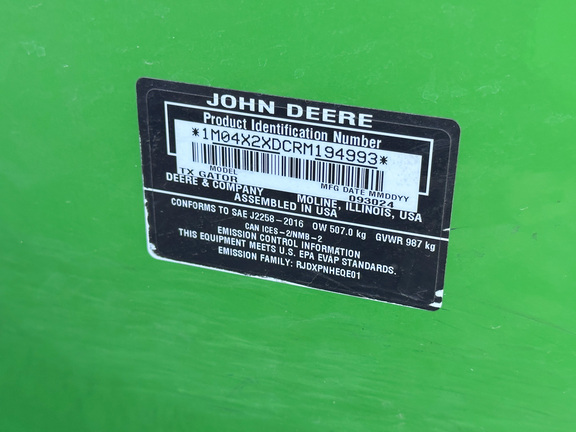 JOHN DEERE
Product Identification Number
*1M04X2XDCRM194993*
MODEL
TX GATOR
MFG DATE MMDDYY
093024
DEERE & COMPANY MOLINE, ILLINOIS, USA
ASSEMBLED IN USA
CONFORMS TO SAE J2258-2016 OW 507.0 kg GVWR 987 kg
CAN ICES-2/NMB-2
EMISSION CONTROL INFORMATION
THIS EQUIPMENT MEETS U.S. EPA EVAP STANDARDS.
EMISSION FAMILY: RJDXPNHEQE01